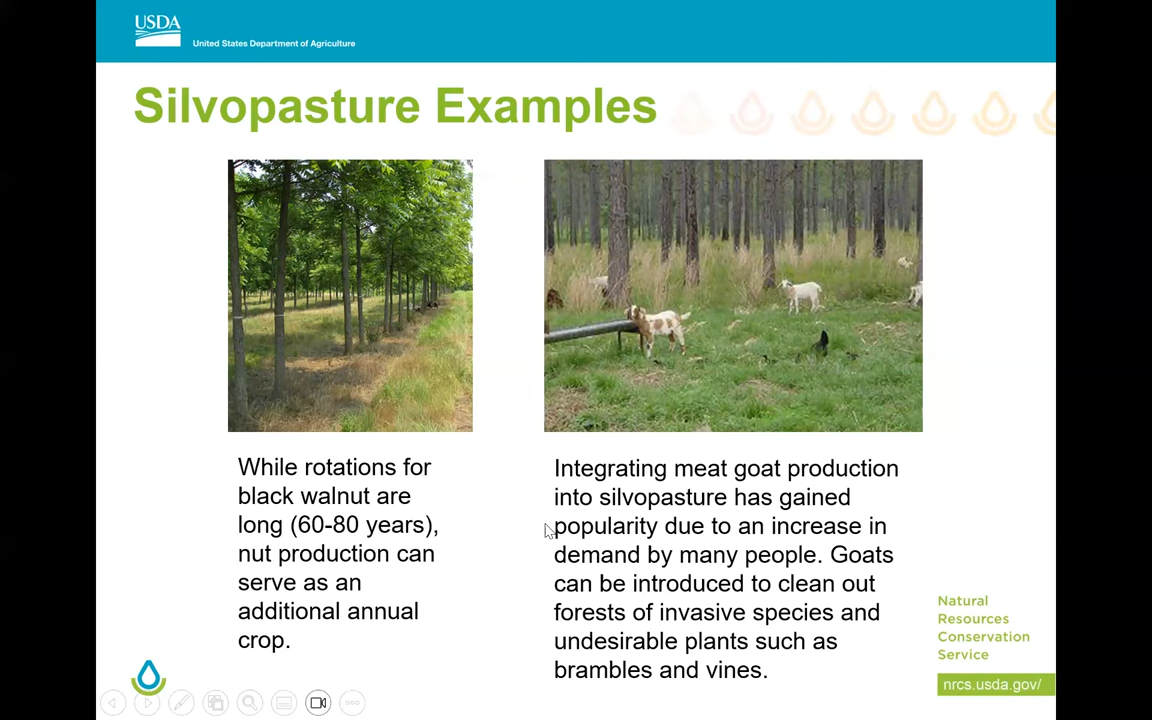 USDA
United States Department of Agriculture
Silvopasture Examples
While rotations for
black walnut are
long (60-80 years),
nut production can
serve as an
additional annual
crop.
Integrating meat goat production
into silvopasture has gained
popularity due to an increase in
demand by many people. Goats
can be introduced to clean out
forests of invasive species and
undesirable plants such as
brambles and vines.
Natural
Resources
Conservation
Service
nrcs.usda.gov/